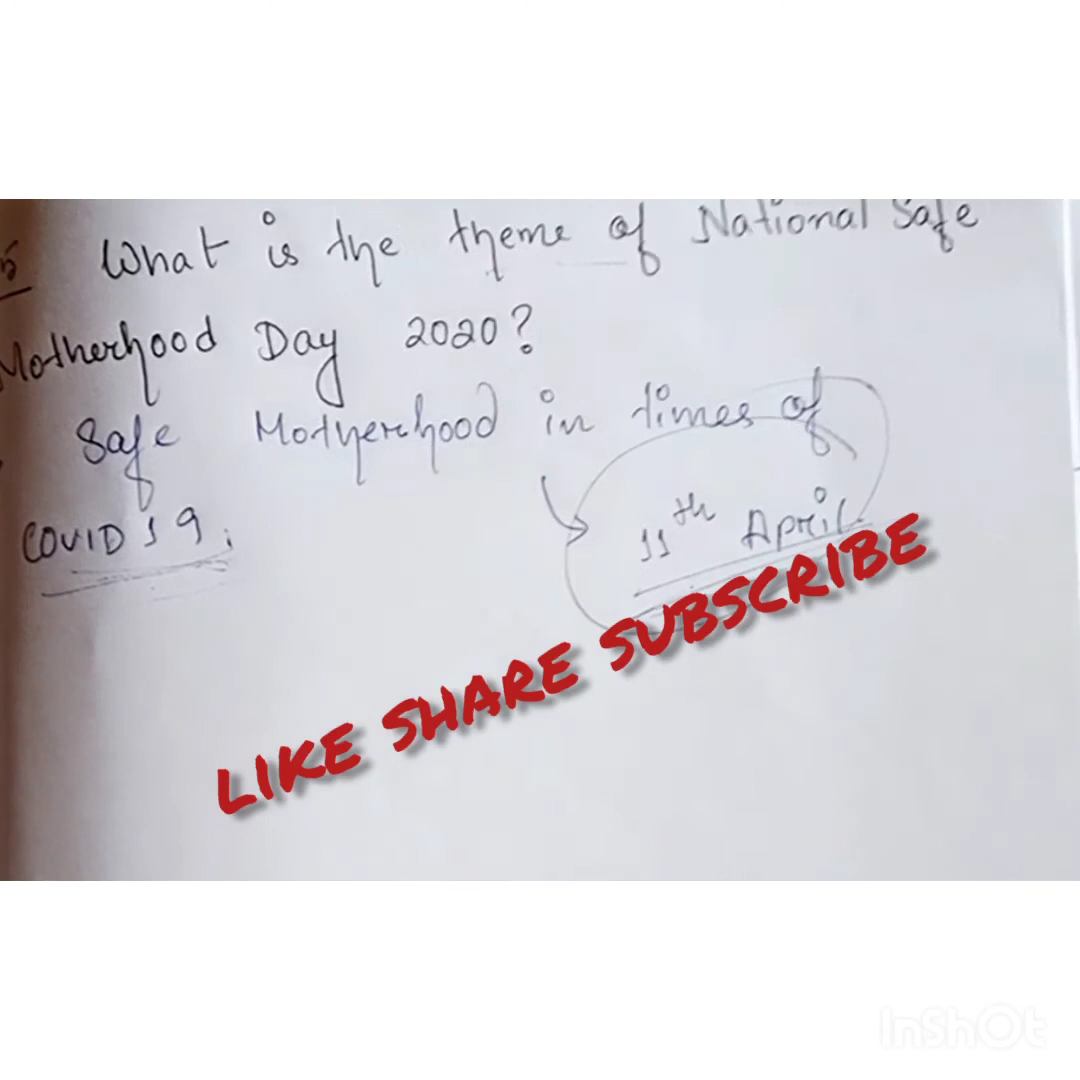 What is the theme of National Safe
Motherhood Day 2020?
Safe Motherhood in times of
COVID 19.
11th April.
LIKE SHARE SUBSCRIBE
InShOt